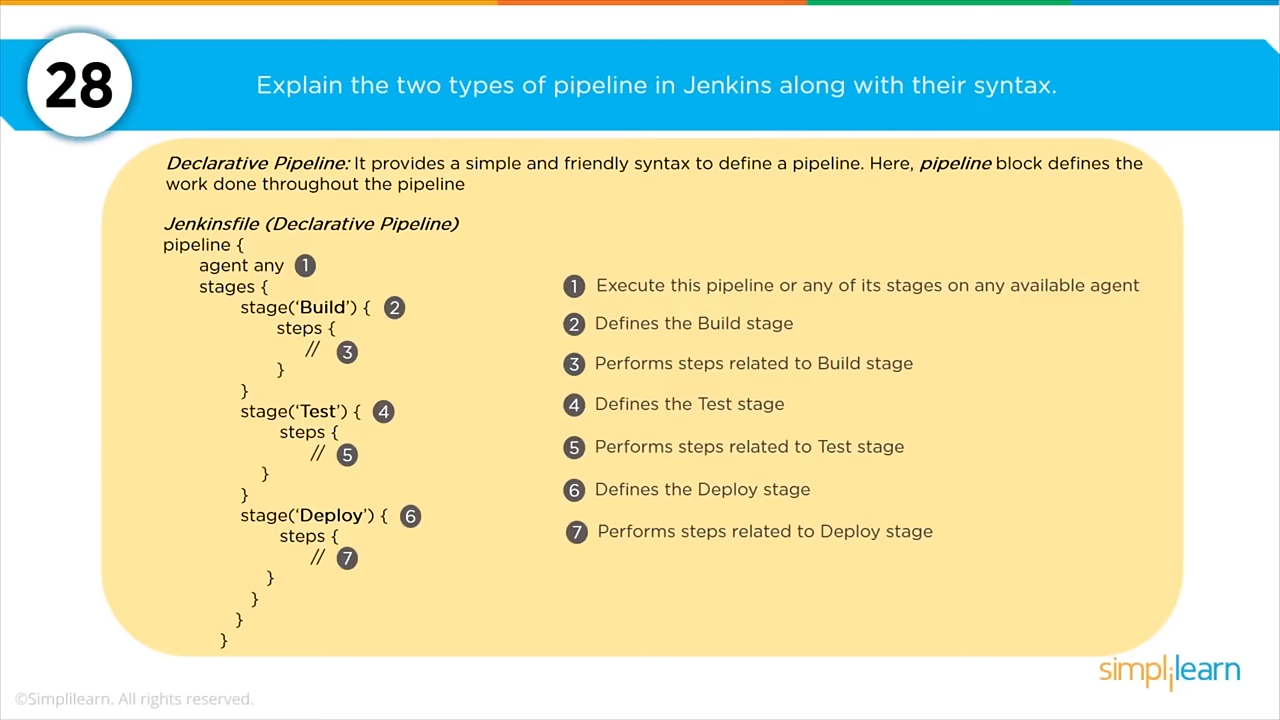 28
Explain the two types of pipeline in Jenkins along with their syntax.
Declarative Pipeline: It provides a simple and friendly syntax to define a pipeline. Here, pipeline block defines the
work done throughout the pipeline
Jenkinsfile (Declarative Pipeline)
pipeline {
agent any 1
stages {
stage(‘Build’) { 2
steps {
// 3
}
}
stage(‘Test’) { 4
steps {
// 5
}
}
stage(‘Deploy’) { 6
steps {
// 7
}
}
}
}
1 Execute this pipeline or any of its stages on any available agent
2 Defines the Build stage
3 Performs steps related to Build stage
4 Defines the Test stage
5 Performs steps related to Test stage
6 Defines the Deploy stage
7 Performs steps related to Deploy stage
simplilearn
©Simplilearn. All rights reserved.